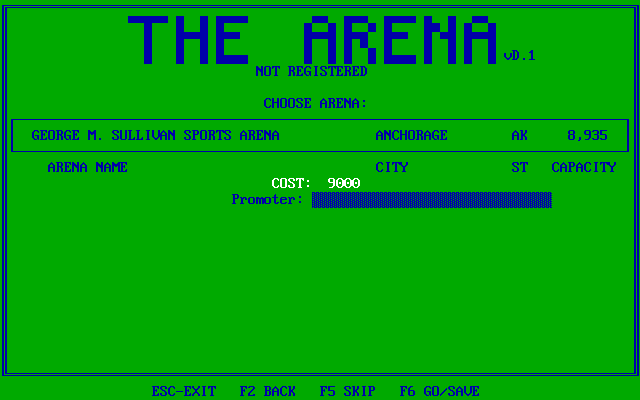 THE ARENA vD.1
NOT REGISTERED
CHOOSE ARENA:
GEORGE M. SULLIVAN SPORTS ARENA ANCHORAGE AK 8,935
ARENA NAME CITY ST CAPACITY
COST: 9000
Promoter:
ESC-EXIT F2 BACK F5 SKIP F6 GO/SAVE